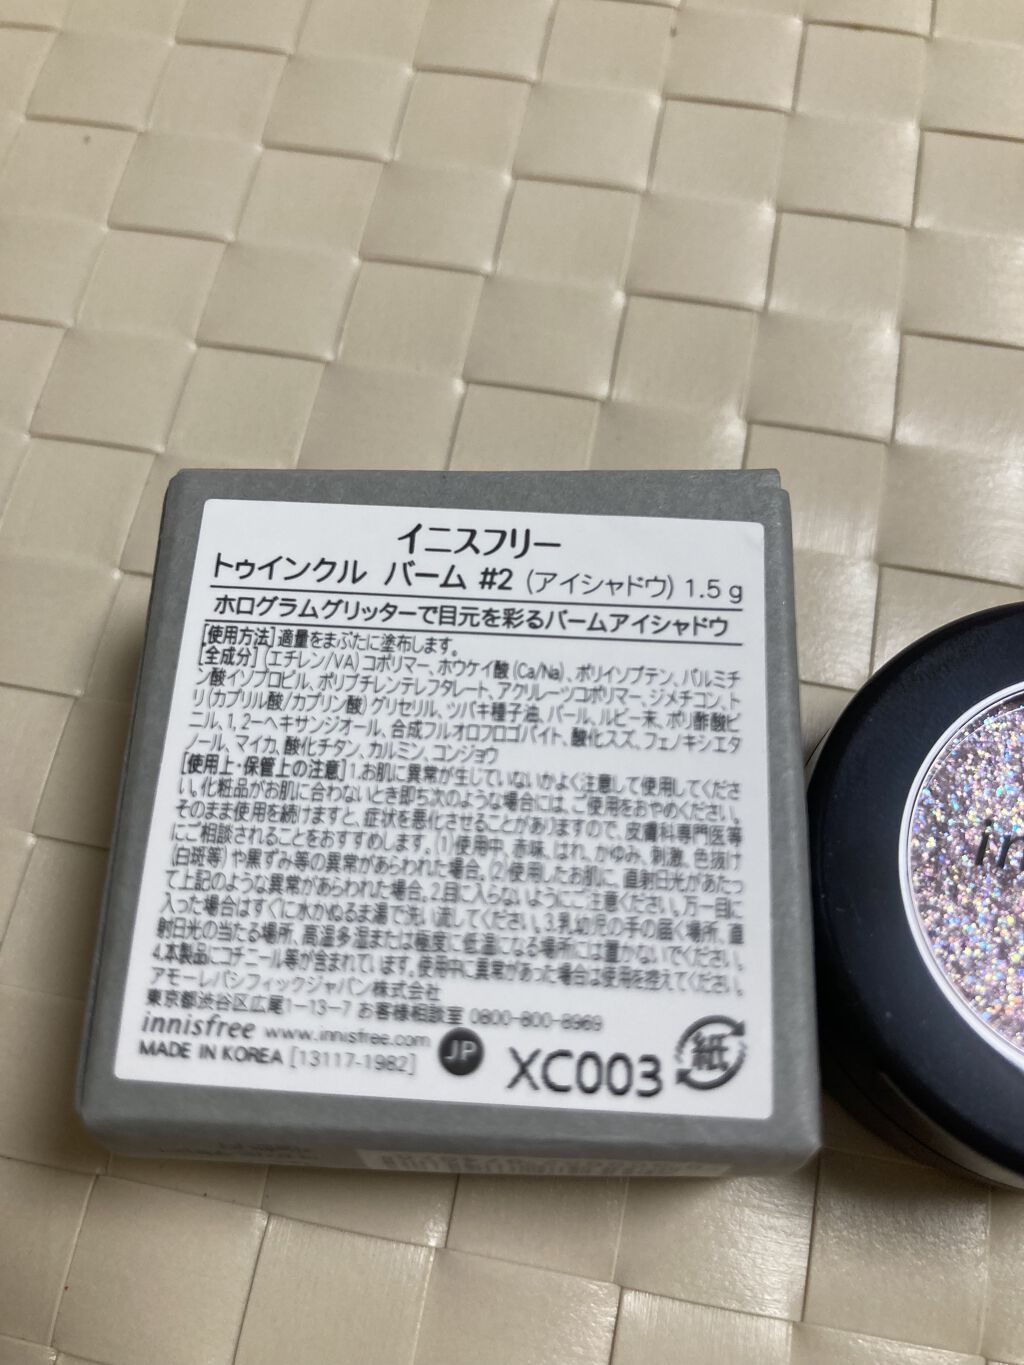 イニスフリー
トゥインクル バーム #2 (アイシャドウ) 1.5 g
ホログラムグリッターで目元を彩るバームアイシャドウ
[使用方法] 適量をまぶたに塗布します。
[全成分] (エチレン/VA) コポリマー、ホウケイ酸 (Ca/Na)、ポリイソブテン、パルミチ
ン酸イソプロピル、ポリブチレンテレフタレート、アクリレーツコポリマー、ジメチコン、ト
リ(カプリル酸/カプリン酸) グリセリル、ツバキ種子油、パール、ルビー末、ポリ酢酸ビ
ニル、1, 2-ヘキサンジオール、合成フルオロフロゴパイト、酸化スズ、フェノキシエタ
ノール、マイカ、酸化チタン、カルミン、コンジョウ
[使用上・保管上の注意] 1.お肌に異常が生じていないかよく注意して使用してくださ
い。化粧品がお肌に合わないとき即ち次のような場合には、ご使用をおやめください。
そのまま使用を続けますと、症状を悪化させることがありますので、皮膚科専門医等
にご相談されることをおすすめします。(1)使用中、赤味、はれ、かゆみ、刺激、色抜け
(白斑等)や黒ずみ等の異常があらわれた場合。(2)使用したお肌に、直射日光があたっ
て上記のような異常があらわれた場合。2.目に入らないようにご注意ください。万一目に
入った場合はすぐに水かぬるま湯で洗い流してください。3.乳幼児の手の届く場所、直
射日光の当たる場所、高温多湿または極度に低温になる場所には置かないでください。
4.本製品にコチニール等が含まれています。使用中に異常があった場合は使用を控えてください。
アモーレパシフィックジャパン株式会社
東京都渋谷区広尾1-13-7 お客様相談室 0800-800-8969
innisfree www.innisfree.com
MADE IN KOREA [13117-1982]
JP
XC003
紙